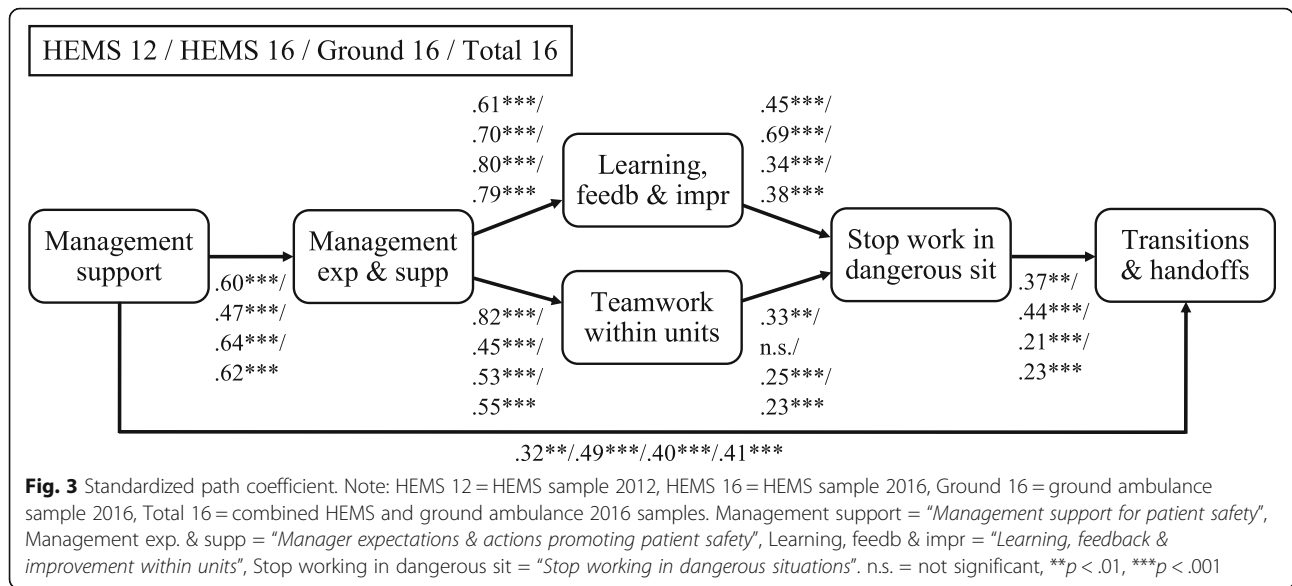 HEMS 12 / HEMS 16 / Ground 16 / Total 16
.61***/
.70***/
.80***/
.79***
.45***/
.69***/
.34***/
.38***
Learning,
feedb & impr
Management
support
Management
exp & supp
Stop work in
dangerous sit
Transitions
& handoffs
.60***/
.47***/
.64***/
.62***
Teamwork
within units
.82***/
.45***/
.53***/
.55***
.33**/
n.s./
.25***/
.23***
.37**/
.44***/
.21***/
.23***
.32**/.49***/.40***/.41***
Fig. 3 Standardized path coefficient. Note: HEMS 12 = HEMS sample 2012, HEMS 16 = HEMS sample 2016, Ground 16 = ground ambulance
sample 2016, Total 16 = combined HEMS and ground ambulance 2016 samples. Management support = "Management support for patient safety",
Management exp. & supp = "Manager expectations & actions promoting patient safety", Learning, feedb & impr = "Learning, feedback &
improvement within units", Stop working in dangerous sit = "Stop working in dangerous situations". n.s. = not significant, **p < .01, ***p < .001